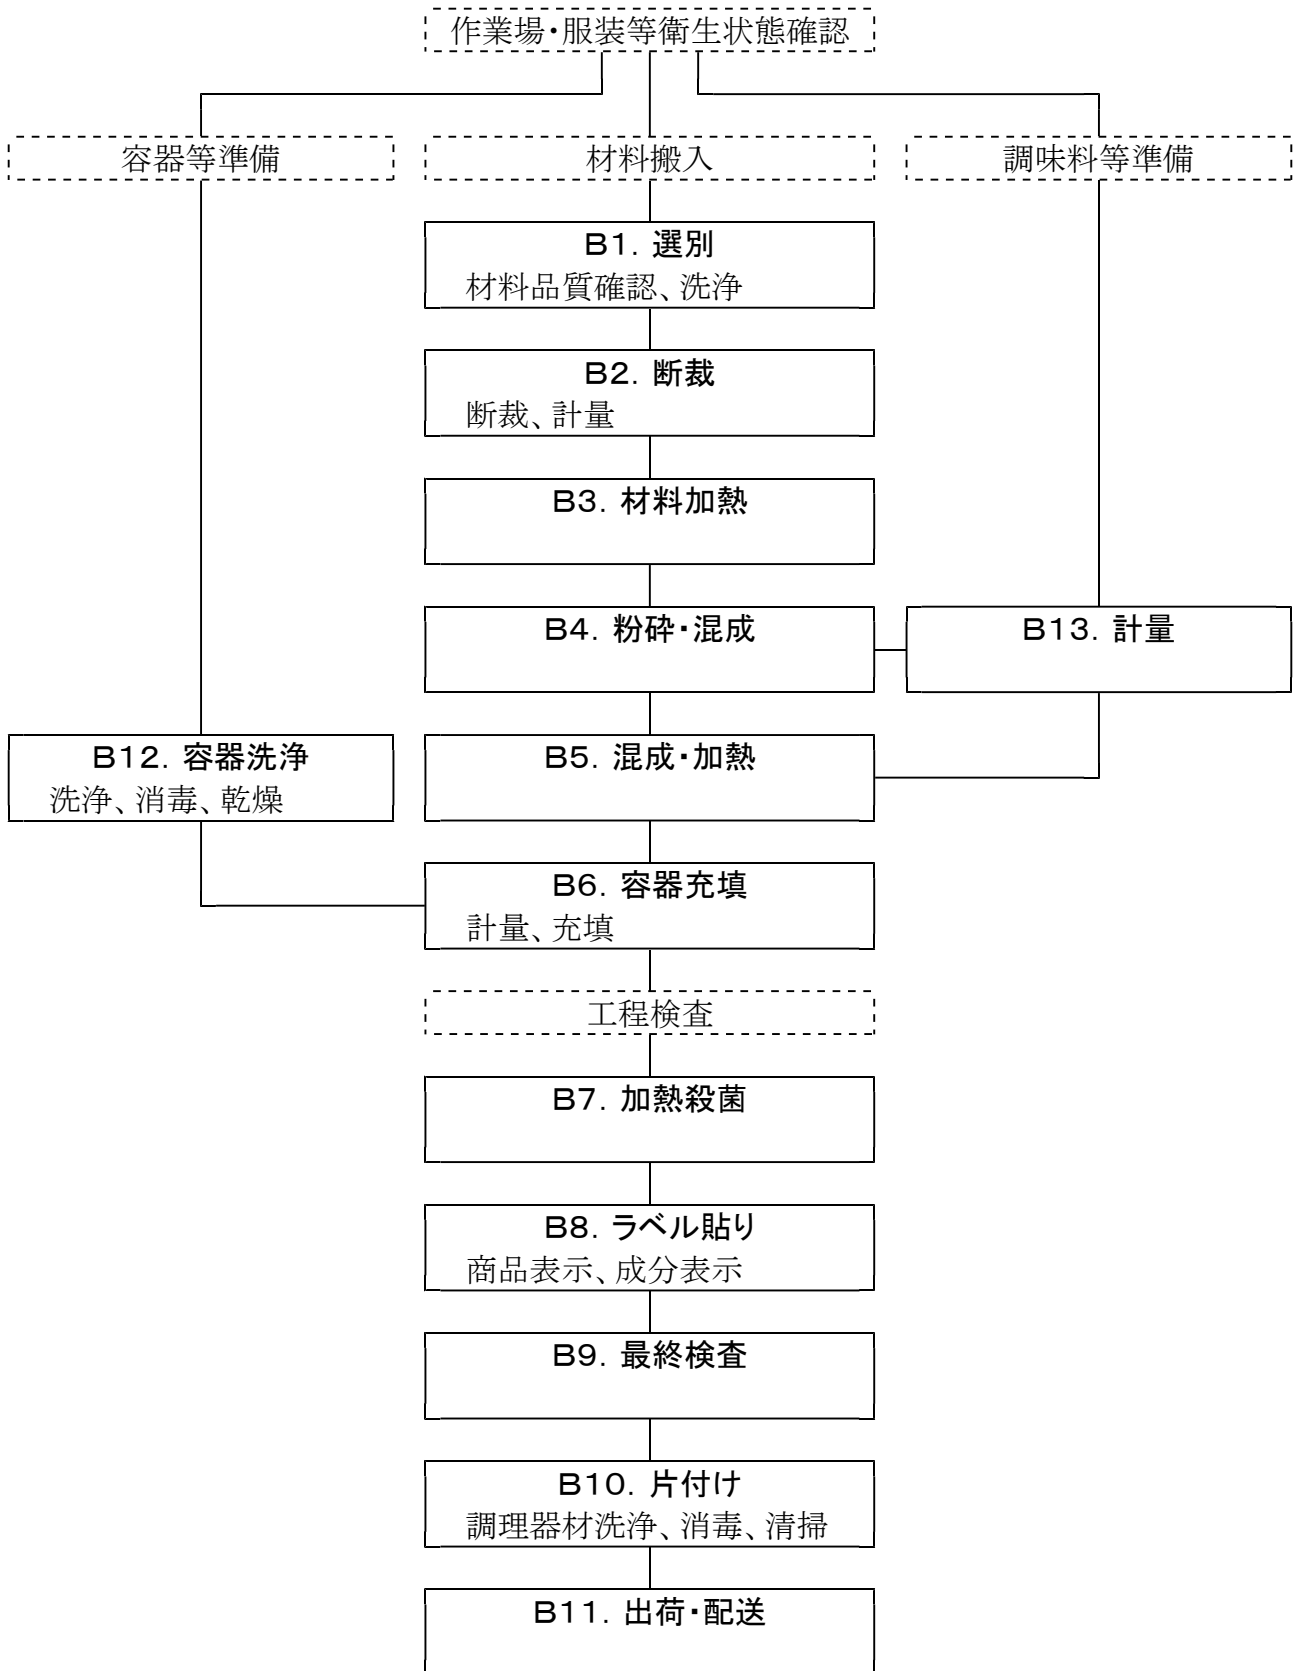 作業場・服装等衛生状態確認
容器等準備
材料搬入
調味料等準備
B1. 選別
材料品質確認、洗浄
B2. 断裁
断裁、計量
B3. 材料加熱
B4. 粉砕・混成
B13. 計量
B12. 容器洗浄
洗浄、消毒、乾燥
B5. 混成・加熱
B6. 容器充填
計量、充填
工程検査
B7. 加熱殺菌
B8. ラベル貼り
商品表示、成分表示
B9. 最終検査
B10. 片付け
調理器材洗浄、消毒、清掃
B11. 出荷・配送